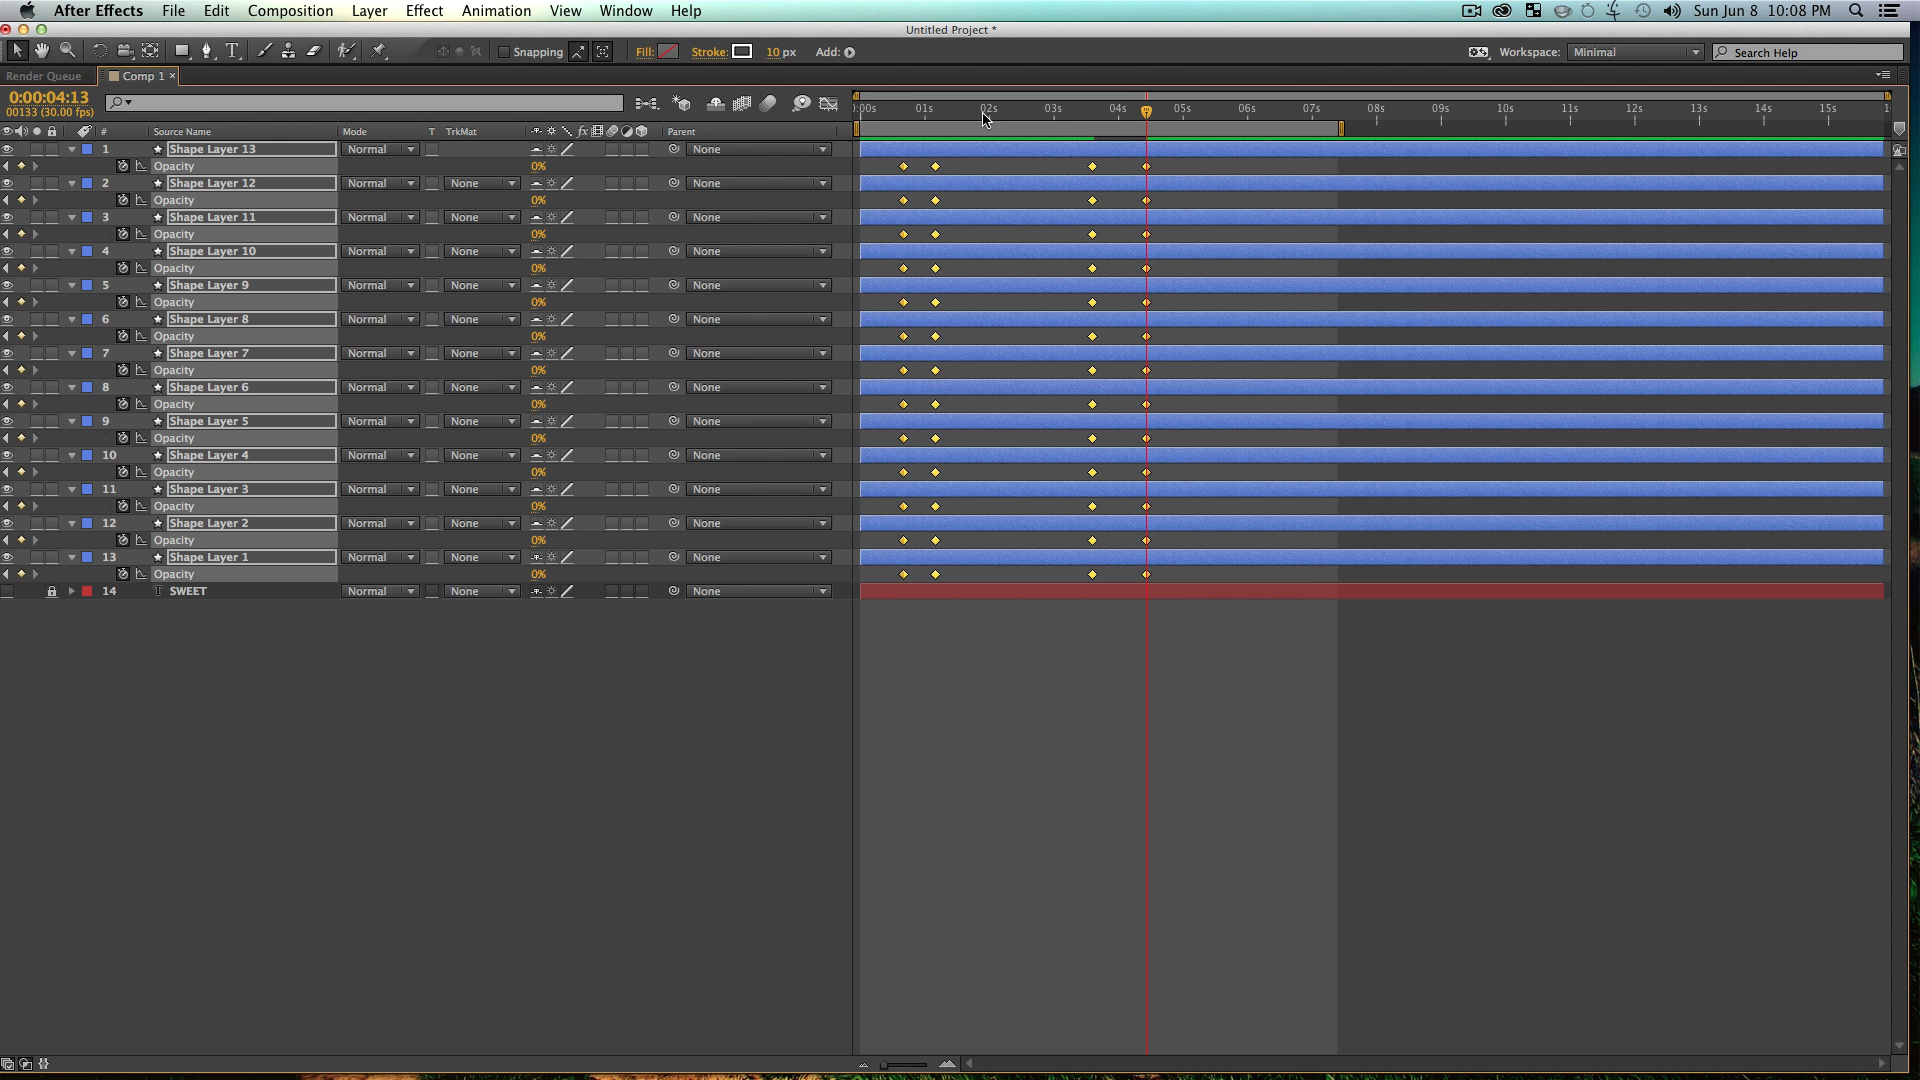 After Effects File Edit Composition Layer Effect Animation View Window Help Sun Jun 8 10:08 PM
Untitled Project *
Snapping Fill: Stroke: 10 px Add: Workspace: Minimal Search Help
Render Queue Comp 1 ×
0:00:04:13
00133 (30.00 fps)
):00s 01s 02s 03s 04s 05s 06s 07s 08s 09s 10s 11s 12s 13s 14s 15s 1
# Source Name Mode T TrkMat fx Parent
1 Shape Layer 13 Normal None
Opacity 0%
2 Shape Layer 12 Normal None None
Opacity 0%
3 Shape Layer 11 Normal None None
Opacity 0%
4 Shape Layer 10 Normal None None
Opacity 0%
5 Shape Layer 9 Normal None None
Opacity 0%
6 Shape Layer 8 Normal None None
Opacity 0%
7 Shape Layer 7 Normal None None
Opacity 0%
8 Shape Layer 6 Normal None None
Opacity 0%
9 Shape Layer 5 Normal None None
Opacity 0%
10 Shape Layer 4 Normal None None
Opacity 0%
11 Shape Layer 3 Normal None None
Opacity 0%
12 Shape Layer 2 Normal None None
Opacity 0%
13 Shape Layer 1 Normal None None
Opacity 0%
14 T SWEET Normal None None